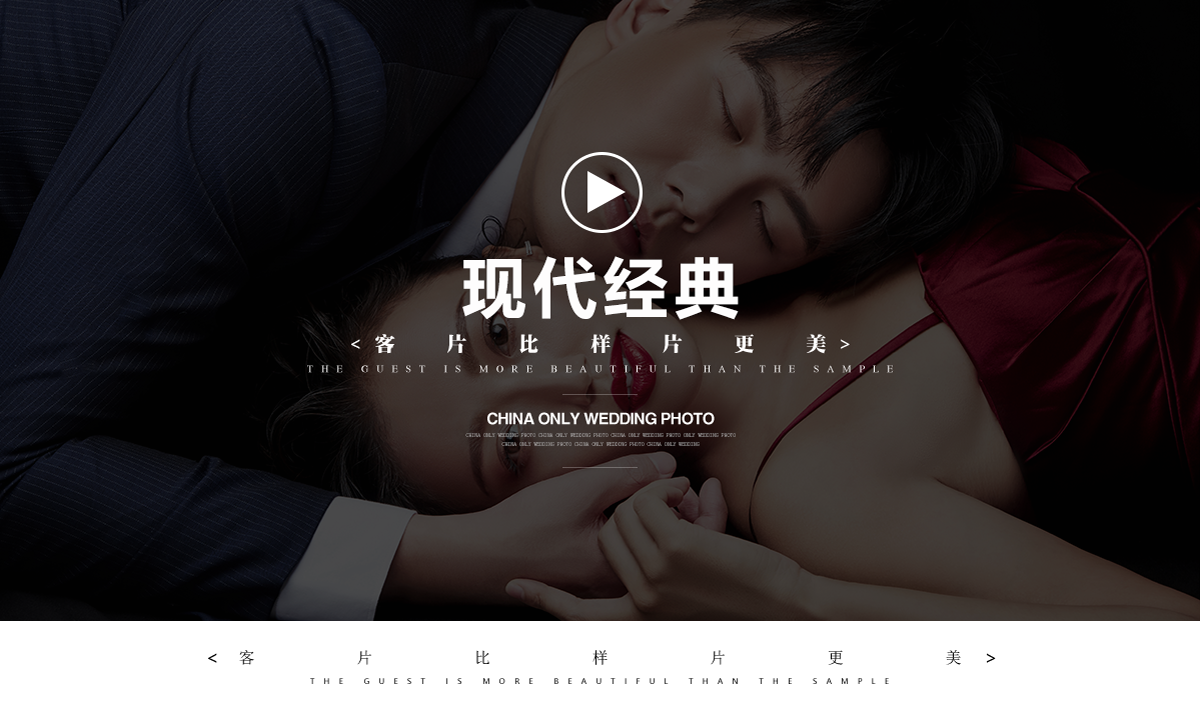 现代经典
<客片比样片更美>
THE GUEST IS MORE BEAUTIFUL THAN THE SAMPLE
CHINA ONLY WEDDING PHOTO
CHINA ONLY WEDDING PHOTO CHINA ONLY WEDDING PHOTO CHINA ONLY WEDDING PHOTO ONLY WEDDING PHOTO
CHINA ONLY WEDDING PHOTO CHINA ONLY WEDDING PHOTO CHINA ONLY WEDDING
<客片比样片更美>
THE GUEST IS MORE BEAUTIFUL THAN THE SAMPLE